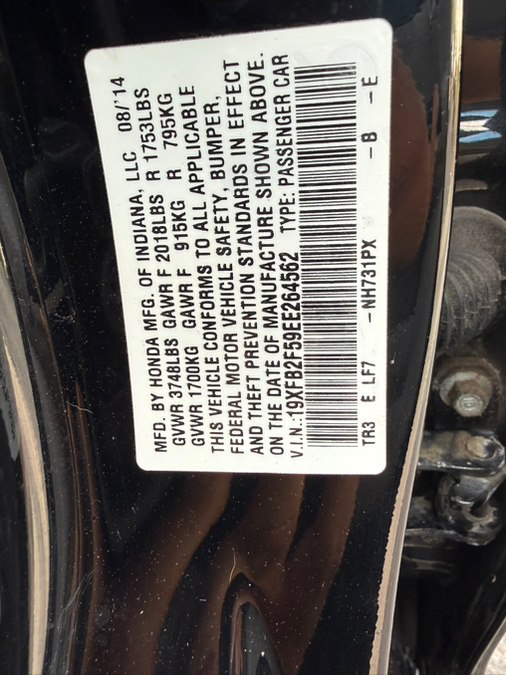 MFD. BY HONDA MFG. OF INDIANA, LLC 08/'14
GVWR 3748LBS GAWR F 2018LBS R 1753LBS
GVWR 1700KG GAWR F 915KG R 795KG
THIS VEHICLE CONFORMS TO ALL APPLICABLE
FEDERAL MOTOR VEHICLE SAFETY, BUMPER,
AND THEFT PREVENTION STANDARDS IN EFFECT
ON THE DATE OF MANUFACTURE SHOWN ABOVE.
V.I.N.: 19XFB2F59EE264562 TYPE: PASSENGER CAR
TR3 E LF7 -NH731PX -B -E